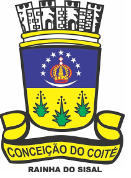 CONCEIÇÃO DO COITÉ
RAINHA DO SISAL